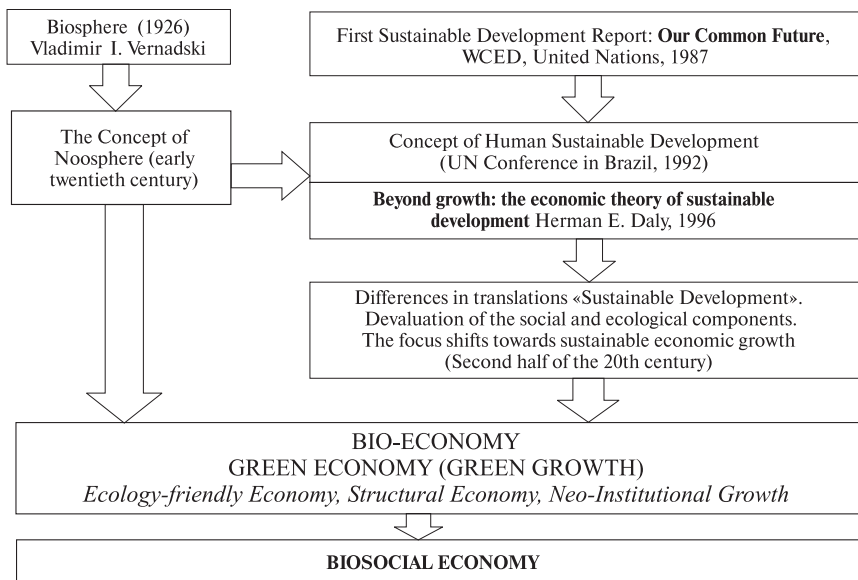 Biosphere (1926)
Vladimir I. Vernadski
The Concept of
Noosphere (early
twentieth century)
First Sustainable Development Report: Our Common Future,
WCED, United Nations, 1987
Concept of Human Sustainable Development
(UN Conference in Brazil, 1992)
Beyond growth: the economic theory of sustainable
development Herman E. Daly, 1996
Differences in translations «Sustainable Development».
Devaluation of the social and ecological components.
The focus shifts towards sustainable economic growth
(Second half of the 20th century)
BIO-ECONOMY
GREEN ECONOMY (GREEN GROWTH)
Ecology-friendly Economy, Structural Economy, Neo-Institutional Growth
BIOSOCIAL ECONOMY